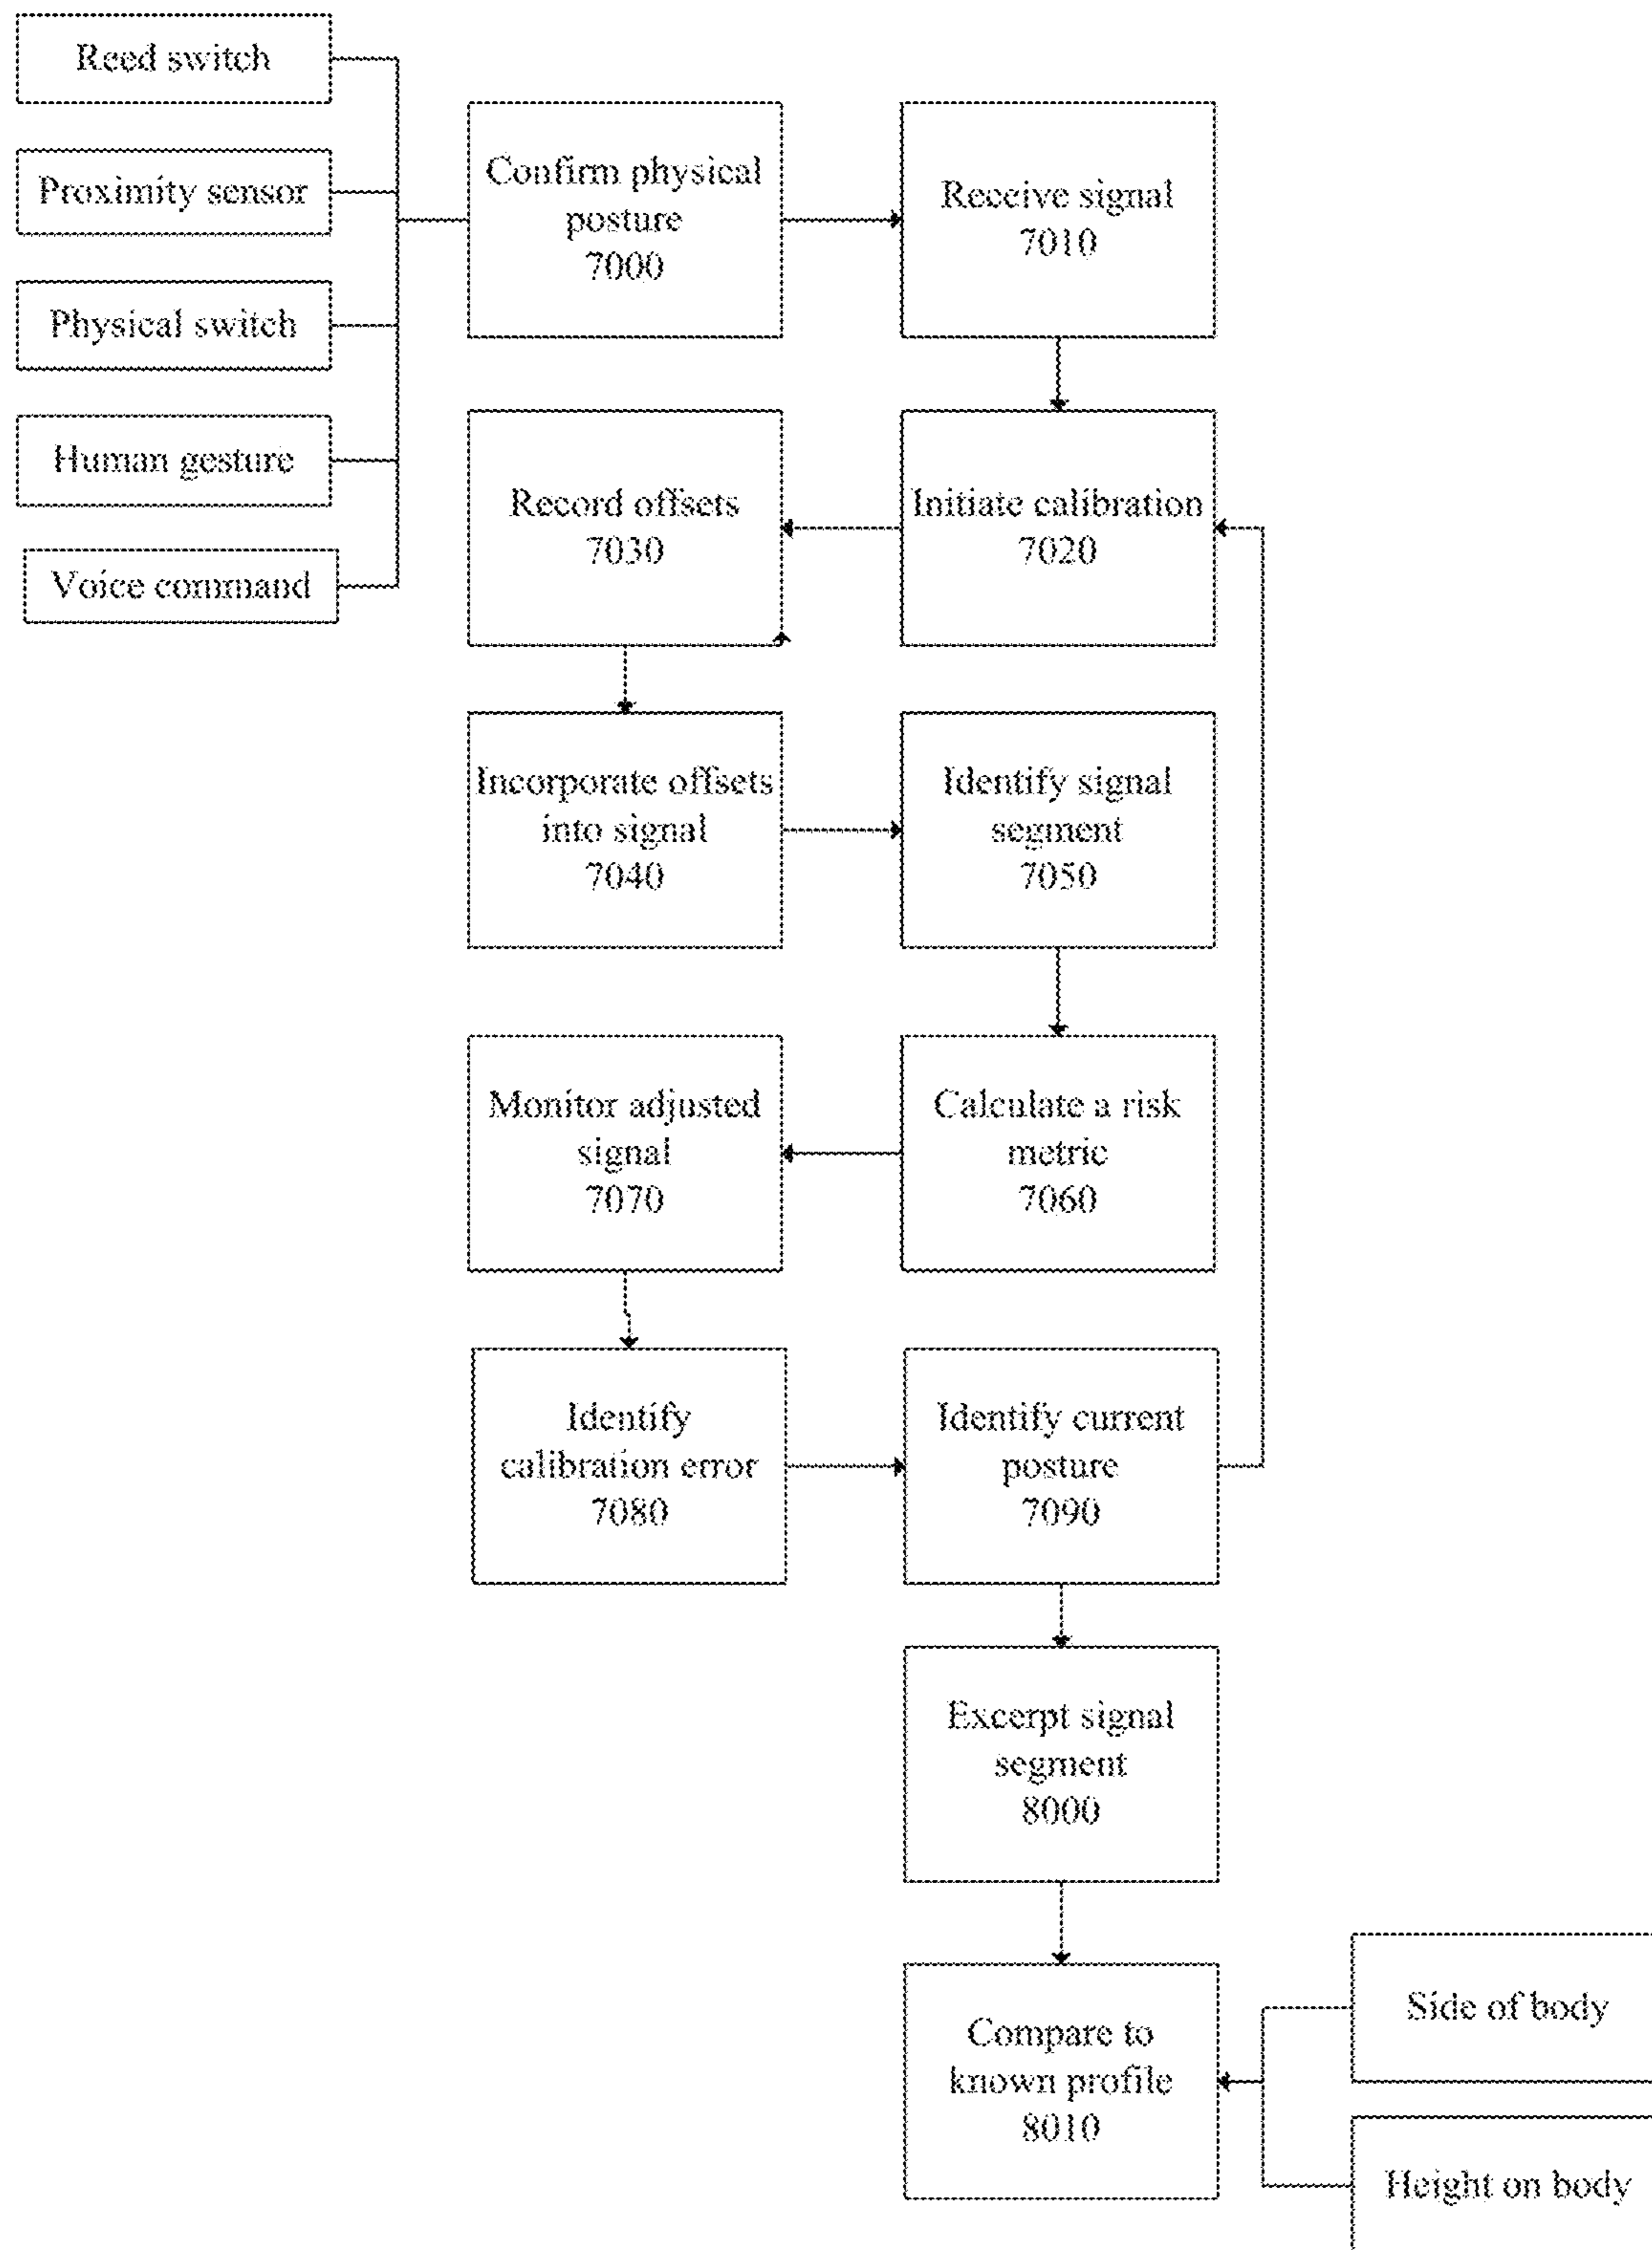 Reed switch
Proximity sensor
Physical switch
Human gesture
Voice command
Confirm physical
posture
7000
Receive signal
7010
Record offsets
7030
Initiate calibration
7020
Incorporate offsets
into signal
7040
Identify signal
segment
7050
Monitor adjusted
signal
7070
Calculate a risk
metric
7060
Identify
calibration error
7080
Identify current
posture
7090
Excerpt signal
segment
8000
Compare to
known profile
8010
Side of body
Height on body